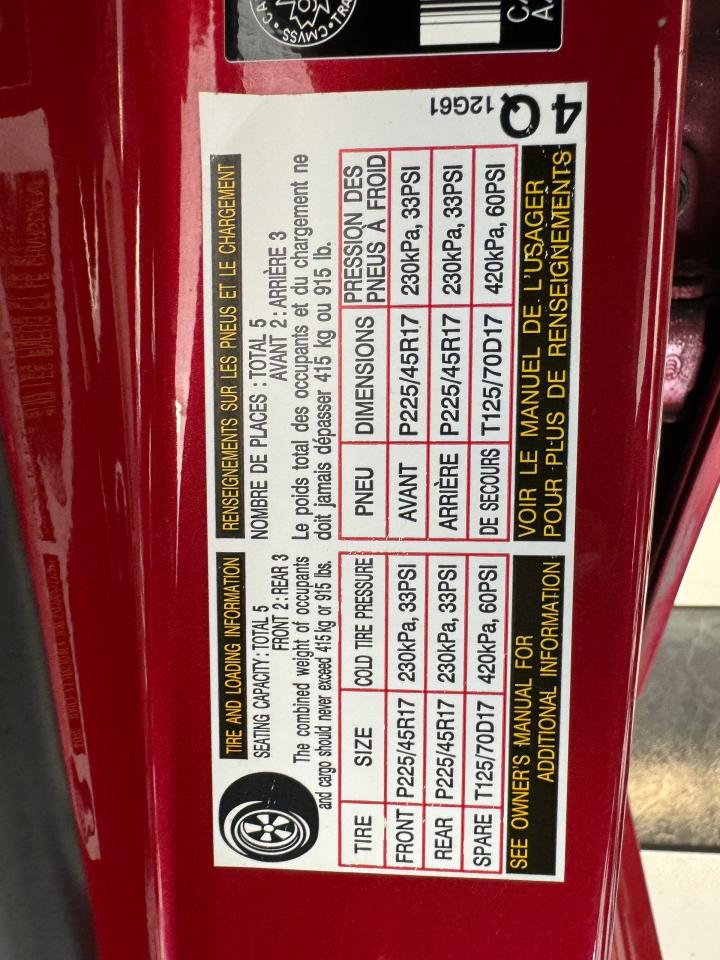 TIRE AND LOADING INFORMATION
SEATING CAPACITY : TOTAL 5
FRONT 2 : REAR 3
The combined weight of occupants
and cargo should never exceed 415 kg or 915 lbs.
TIRE SIZE COLD TIRE PRESSURE
FRONT P225/45R17 230kPa, 33PSI
REAR P225/45R17 230kPa, 33PSI
SPARE T125/70D17 420kPa, 60PSI
SEE OWNER'S MANUAL FOR
ADDITIONAL INFORMATION
RENSEIGNEMENTS SUR LES PNEUS ET LE CHARGEMENT
NOMBRE DE PLACES : TOTAL 5
AVANT 2 : ARRIÈRE 3
Le poids total des occupants et du chargement ne
doit jamais dépasser 415 kg ou 915 lb.
PNEU DIMENSIONS PRESSION DES
PNEUS À FROID
AVANT P225/45R17 230kPa, 33PSI
ARRIÈRE P225/45R17 230kPa, 33PSI
DE SECOURS T125/70D17 420kPa, 60PSI
VOIR LE MANUEL DE L'USAGER
POUR PLUS DE RENSEIGNEMENTS
12G61
4Q
CMVSS